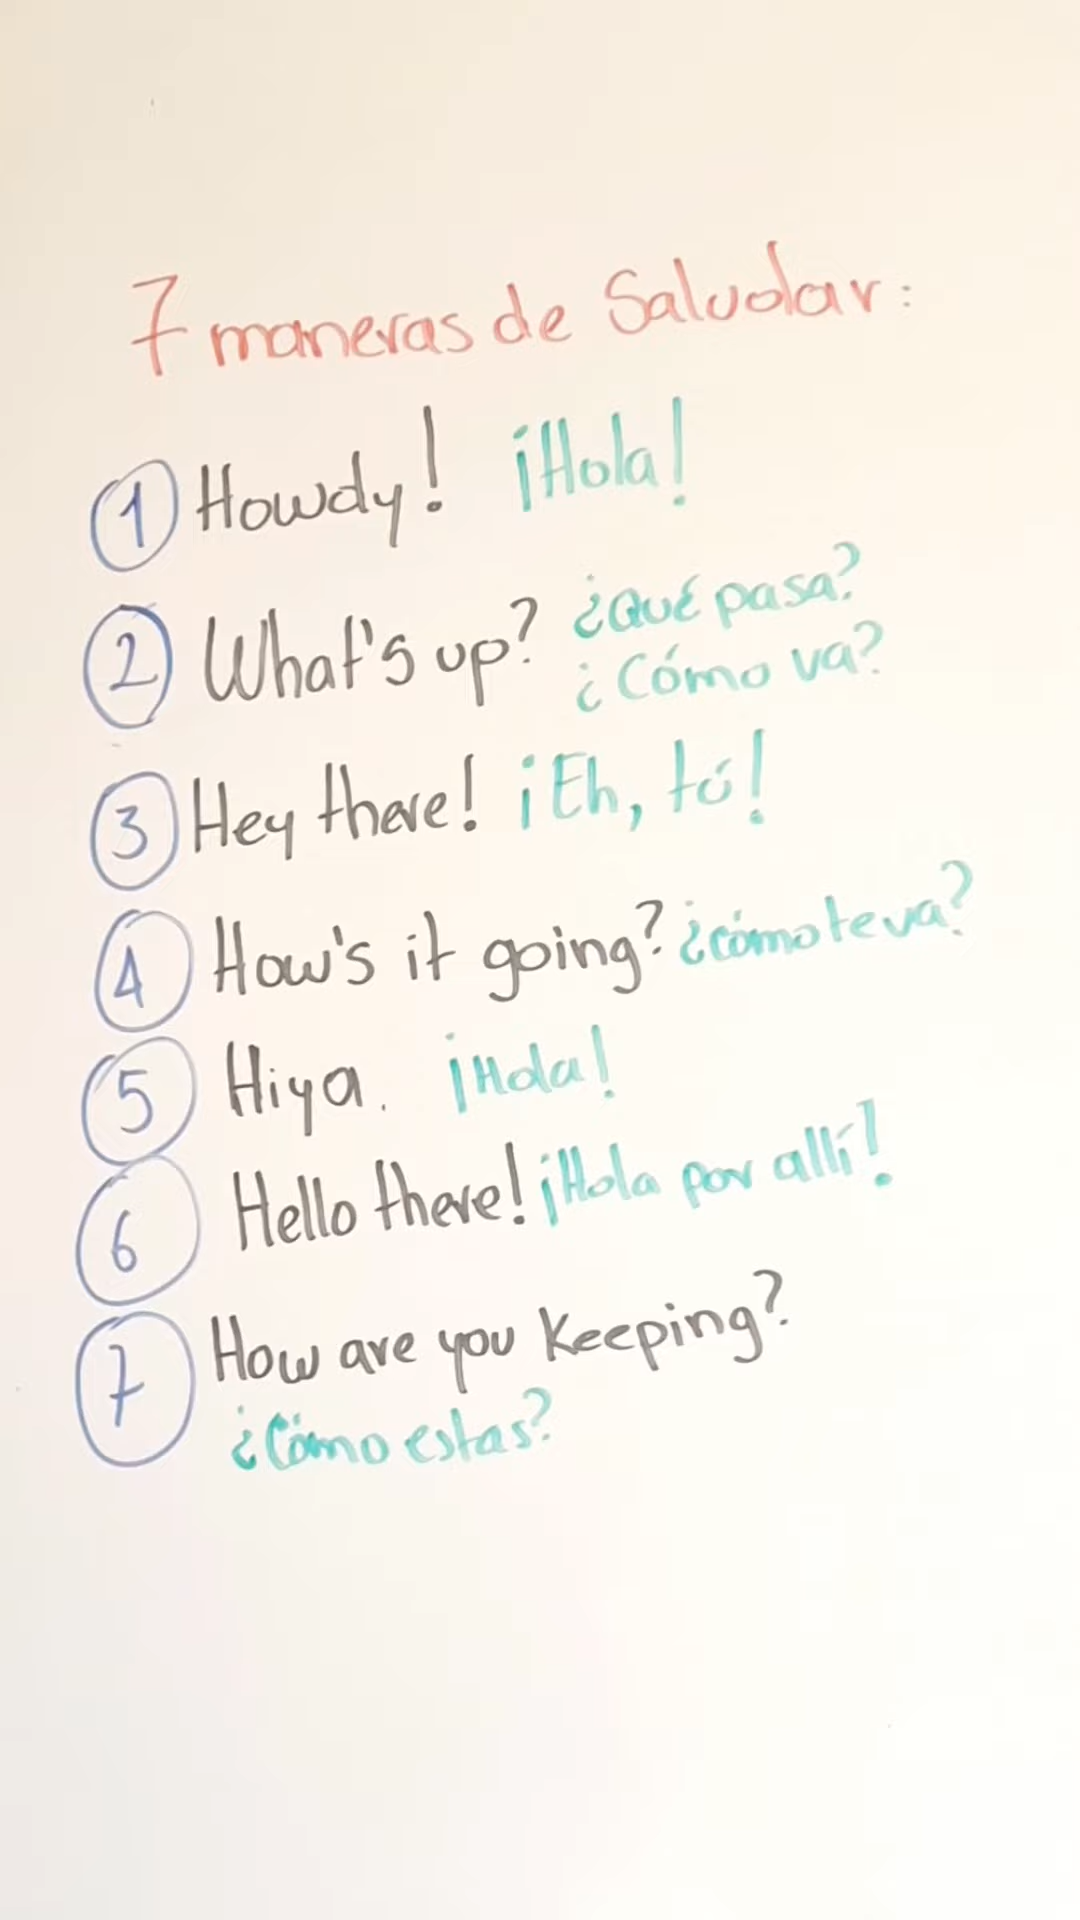 7 maneras de Saludar:
1 Howdy! ¡Hola!
2 What's up? ¿Qué pasa?
¿Cómo va?
3 Hey there! ¡Eh, tú!
4 How's it going? ¿cómo te va?
5 Hiya. ¡Hola!
6 Hello there! ¡Hola por allí!
7 How are you keeping?
¿Cómo estas?